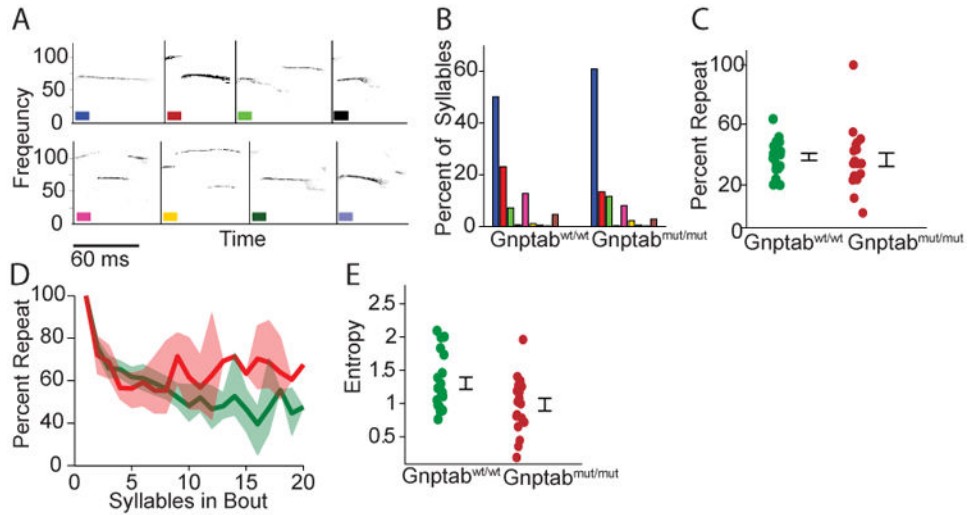 A
Freqeuncy
100
50
0
100
50
0
Time
60 ms
B
Percent of Syllables
60
40
20
0
Gnptab^wt/wt
Gnptab^mut/mut
C
Percent Repeat
100
60
20
0
Gnptab^wt/wt
Gnptab^mut/mut
D
Percent Repeat
100
80
60
40
20
0
0
5
10
15
20
Syllables in Bout
E
Entropy
2.5
2
1.5
1
0.5
Gnptab^wt/wt
Gnptab^mut/mut